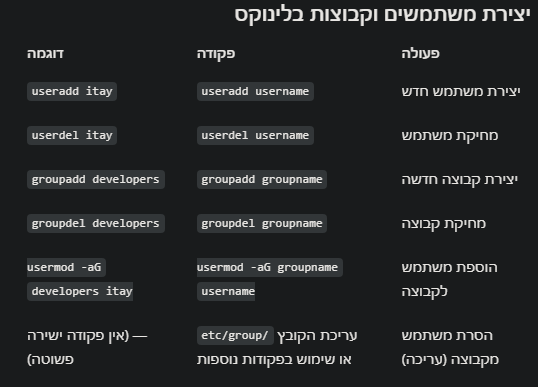 יצירת משתמשים וקבוצות בלינוקס
פעולה פקודה דוגמה
יצירת משתמש חדש useradd username useradd itay
מחיקת משתמש userdel username userdel itay
יצירת קבוצה חדשה groupadd groupname groupadd developers
מחיקת קבוצה groupdel groupname groupdel developers
הוספת משתמש usermod -aG groupname usermod -aG
לקבוצה username developers itay
הסרת משתמש עריכת הקובץ etc/group/ — (אין פקודה ישירה
מקבוצה (עריכה) או שימוש בפקודות נוספות פשוטה)